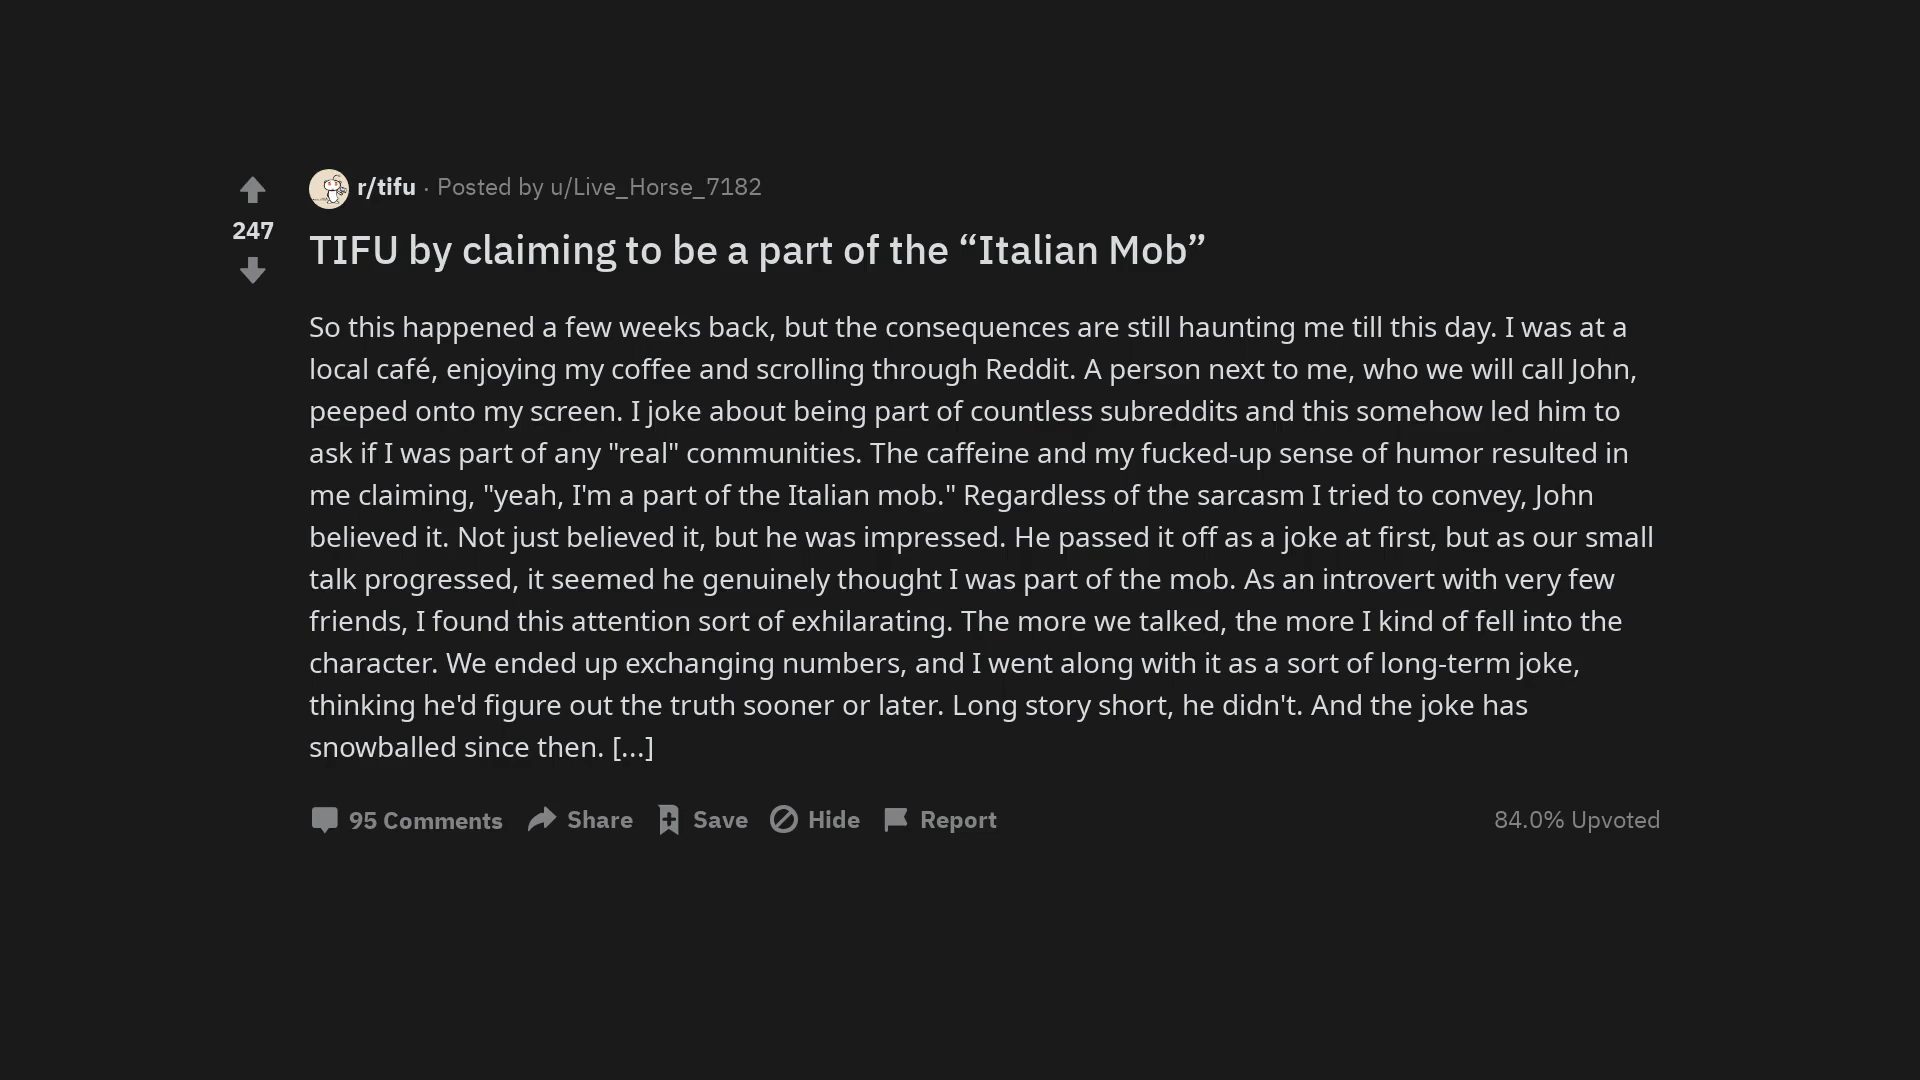 r/tifu · Posted by u/Live_Horse_7182
247
TIFU by claiming to be a part of the “Italian Mob”
So this happened a few weeks back, but the consequences are still haunting me till this day. I was at a
local café, enjoying my coffee and scrolling through Reddit. A person next to me, who we will call John,
peeped onto my screen. I joke about being part of countless subreddits and this somehow led him to
ask if I was part of any "real" communities. The caffeine and my fucked-up sense of humor resulted in
me claiming, "yeah, I'm a part of the Italian mob." Regardless of the sarcasm I tried to convey, John
believed it. Not just believed it, but he was impressed. He passed it off as a joke at first, but as our small
talk progressed, it seemed he genuinely thought I was part of the mob. As an introvert with very few
friends, I found this attention sort of exhilarating. The more we talked, the more I kind of fell into the
character. We ended up exchanging numbers, and I went along with it as a sort of long-term joke,
thinking he'd figure out the truth sooner or later. Long story short, he didn't. And the joke has
snowballed since then. [...]
95 Comments Share Save Hide Report 84.0% Upvoted